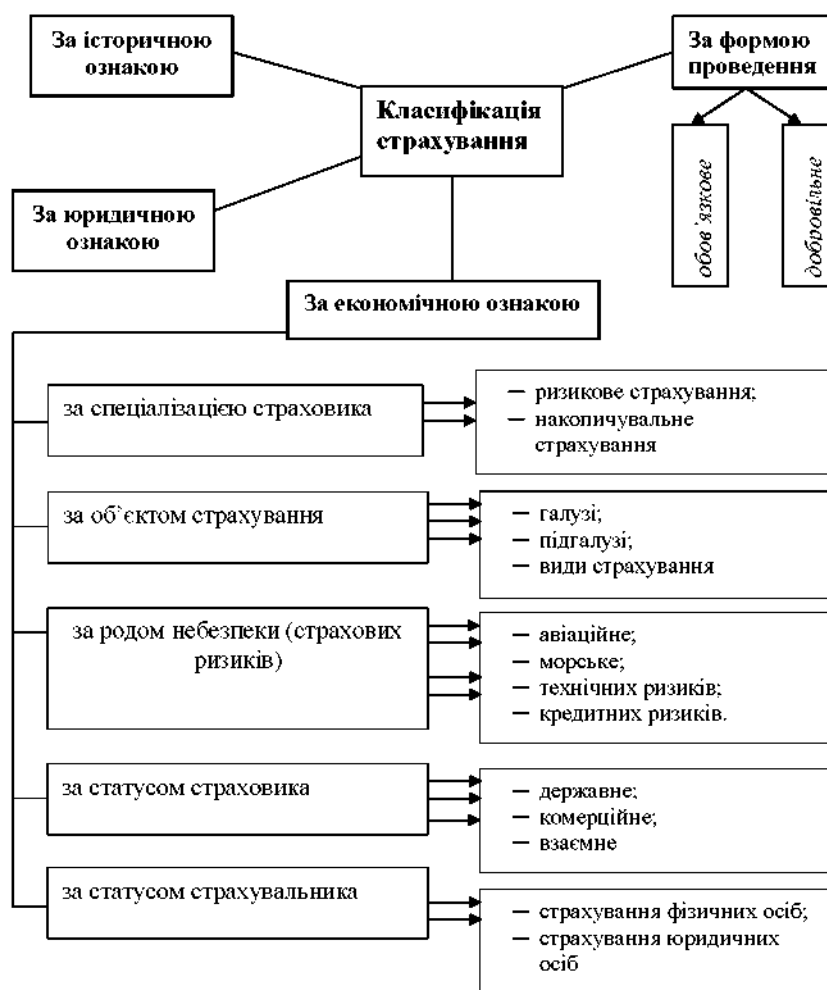 За історичною
ознакою
За формою
проведення
Класифікація
страхування
обов’язкове
добровільне
За юридичною
ознакою
За економічною ознакою
за спеціалізацією страховика
— ризикове страхування;
— накопичувальне
страхування
за об’єктом страхування
— галузі;
— підгалузі;
— види страхування
за родом небезпеки (страхових
ризиків)
— авіаційне;
— морське;
— технічних ризиків;
— кредитних ризиків.
за статусом страховика
— державне;
— комерційне;
— взаємне
за статусом страхувальника
— страхування фізичних осіб;
— страхування юридичних
осіб